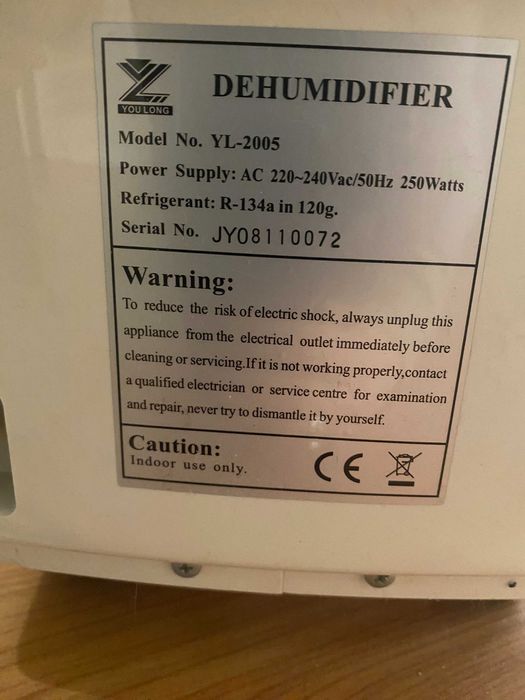 DEHUMIDIFIER
YOULONG
Model No. YL-2005
Power Supply: AC 220~240Vac/50Hz 250Watts
Refrigerant: R-134a in 120g.
Serial No. JY08110072
Warning:
To reduce the risk of electric shock, always unplug this
appliance from the electrical outlet immediately before
cleaning or servicing.If it is not working properly,contact
a qualified electrician or service centre for examination
and repair, never try to dismantle it by yourself.
Caution:
Indoor use only.
CE